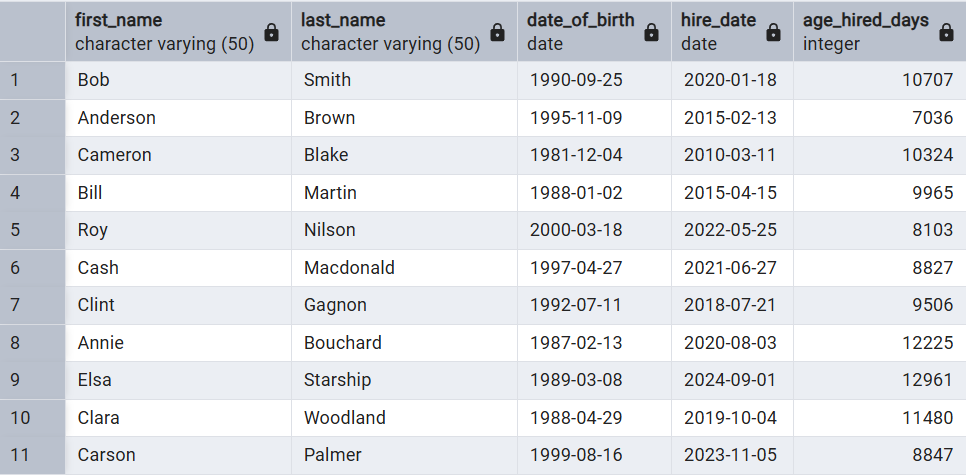 first_name last_name date_of_birth hire_date age_hired_days
character varying (50) character varying (50) date date integer
1 Bob Smith 1990-09-25 2020-01-18 10707
2 Anderson Brown 1995-11-09 2015-02-13 7036
3 Cameron Blake 1981-12-04 2010-03-11 10324
4 Bill Martin 1988-01-02 2015-04-15 9965
5 Roy Nilson 2000-03-18 2022-05-25 8103
6 Cash Macdonald 1997-04-27 2021-06-27 8827
7 Clint Gagnon 1992-07-11 2018-07-21 9506
8 Annie Bouchard 1987-02-13 2020-08-03 12225
9 Elsa Starship 1989-03-08 2024-09-01 12961
10 Clara Woodland 1988-04-29 2019-10-04 11480
11 Carson Palmer 1999-08-16 2023-11-05 8847